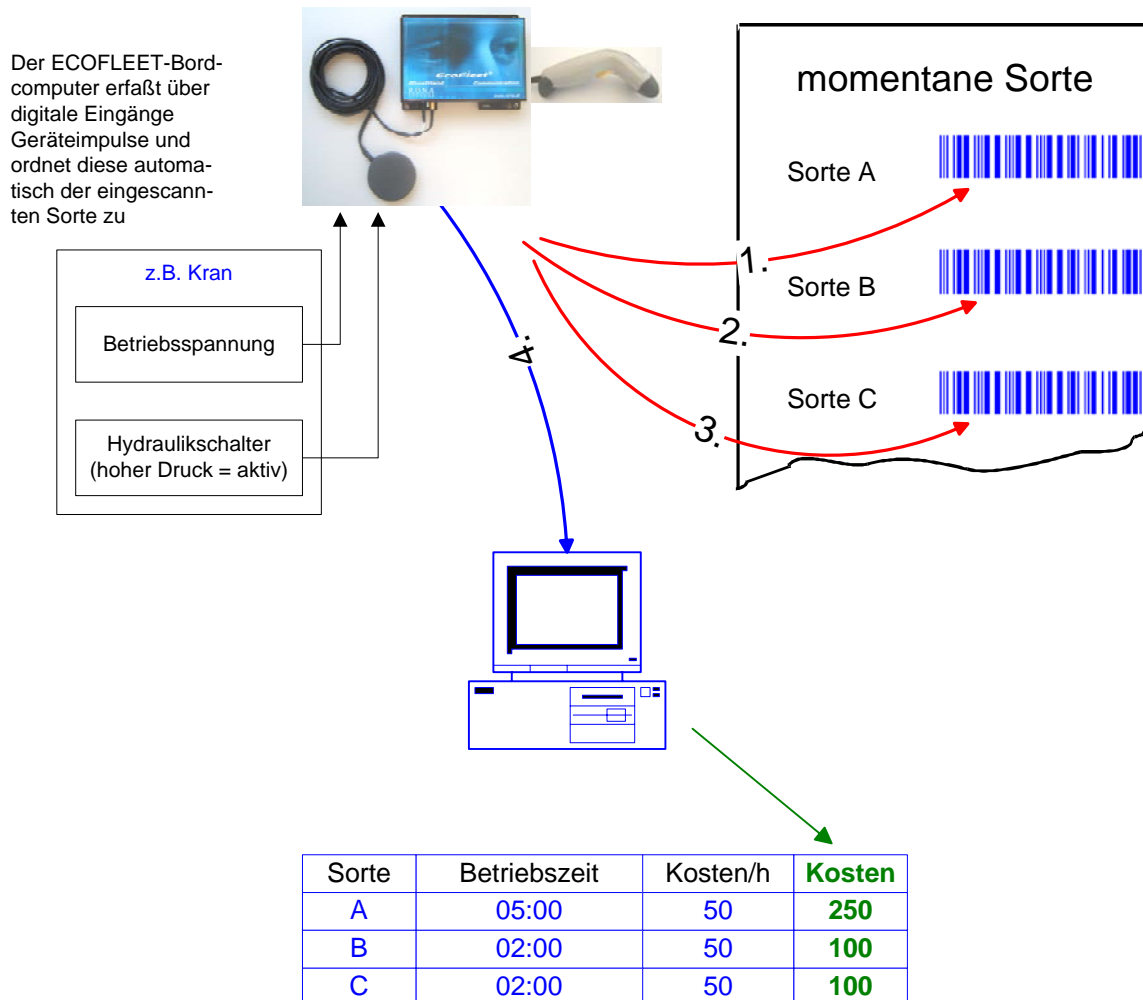 Der ECOFLEET-Bord-
computer erfaßt über
digitale Eingänge
Geräteimpulse und
ordnet diese automa-
tisch der eingescann-
ten Sorte zu
EcoFleet²
Communication
momentane Sorte
Sorte A
Sorte B
Sorte C
1.
2.
3.
4.
z.B. Kran
Betriebsspannung
Hydraulikschalter
(hoher Druck = aktiv)
Sorte Betriebszeit Kosten/h Kosten
A 05:00 50 250
B 02:00 50 100
C 02:00 50 100